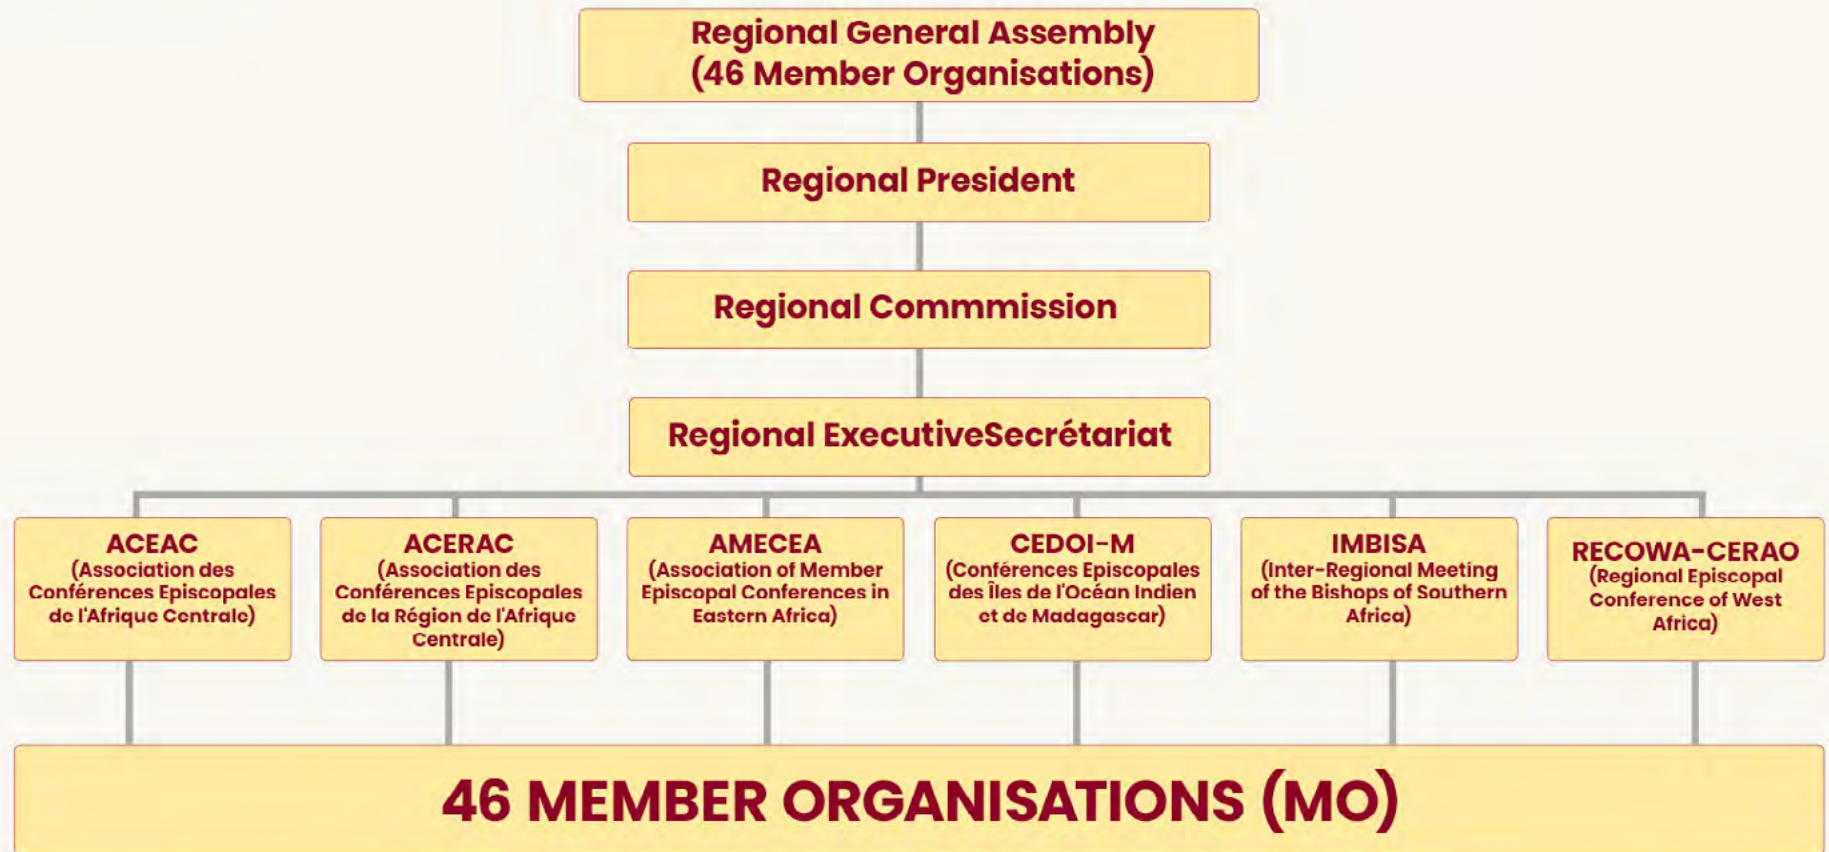 Regional General Assembly
(46 Member Organisations)
Regional President
Regional Commmission
Regional ExecutiveSecrétariat
ACEAC
(Association des
Conférences Episcopales
de l'Afrique Centrale)
ACERAC
(Association des
Conférences Episcopales
de la Région de l'Afrique
Centrale)
AMECEA
(Association of Member
Episcopal Conferences in
Eastern Africa)
CEDOI-M
(Conférences Episcopales
des Îles de l'Océan Indien
et de Madagascar)
IMBISA
(Inter-Regional Meeting
of the Bishops of Southern
Africa)
RECOWA-CERAO
(Regional Episcopal
Conference of West
Africa)
46 MEMBER ORGANISATIONS (MO)